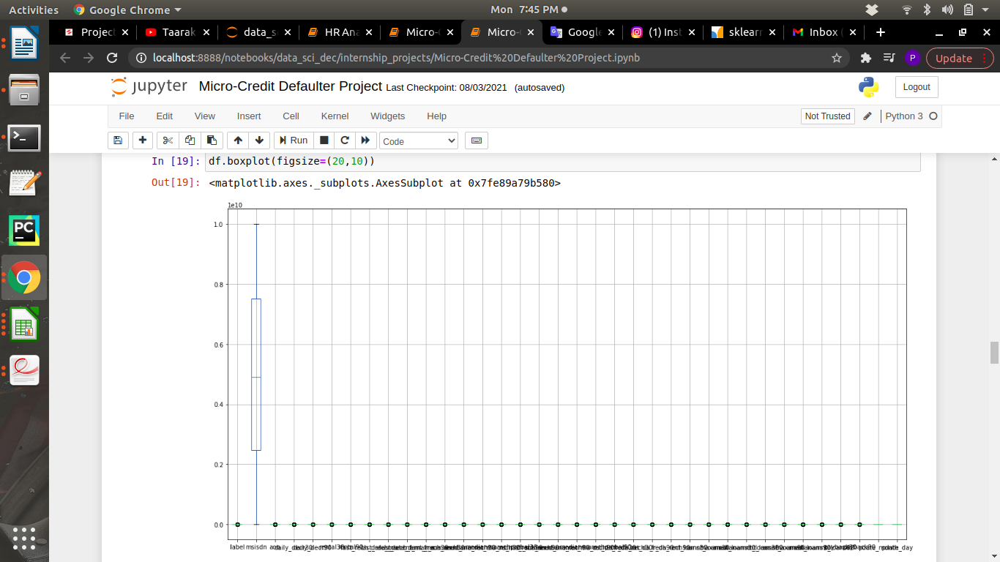 Activities Google Chrome Mon 7:45 PM
Project Taarak data_s HR Ana Micro- Micro- Google (1) Inst sklearn Inbox (
localhost:8888/notebooks/data_sci_dec/internship_projects/Micro-Credit%20Defaulter%20Project.ipynb P Update
jupyter Micro-Credit Defaulter Project Last Checkpoint: 08/03/2021 (autosaved) Logout
File Edit View Insert Cell Kernel Widgets Help Not Trusted Python 3
Run Code
In [19]: df.boxplot(figsize=(20,10))
Out[19]: <matplotlib.axes._subplots.AxesSubplot at 0x7fe89a79b580>
1e10
1.0
0.8
0.6
0.4
0.2
0.0
label msisdn aon
PC